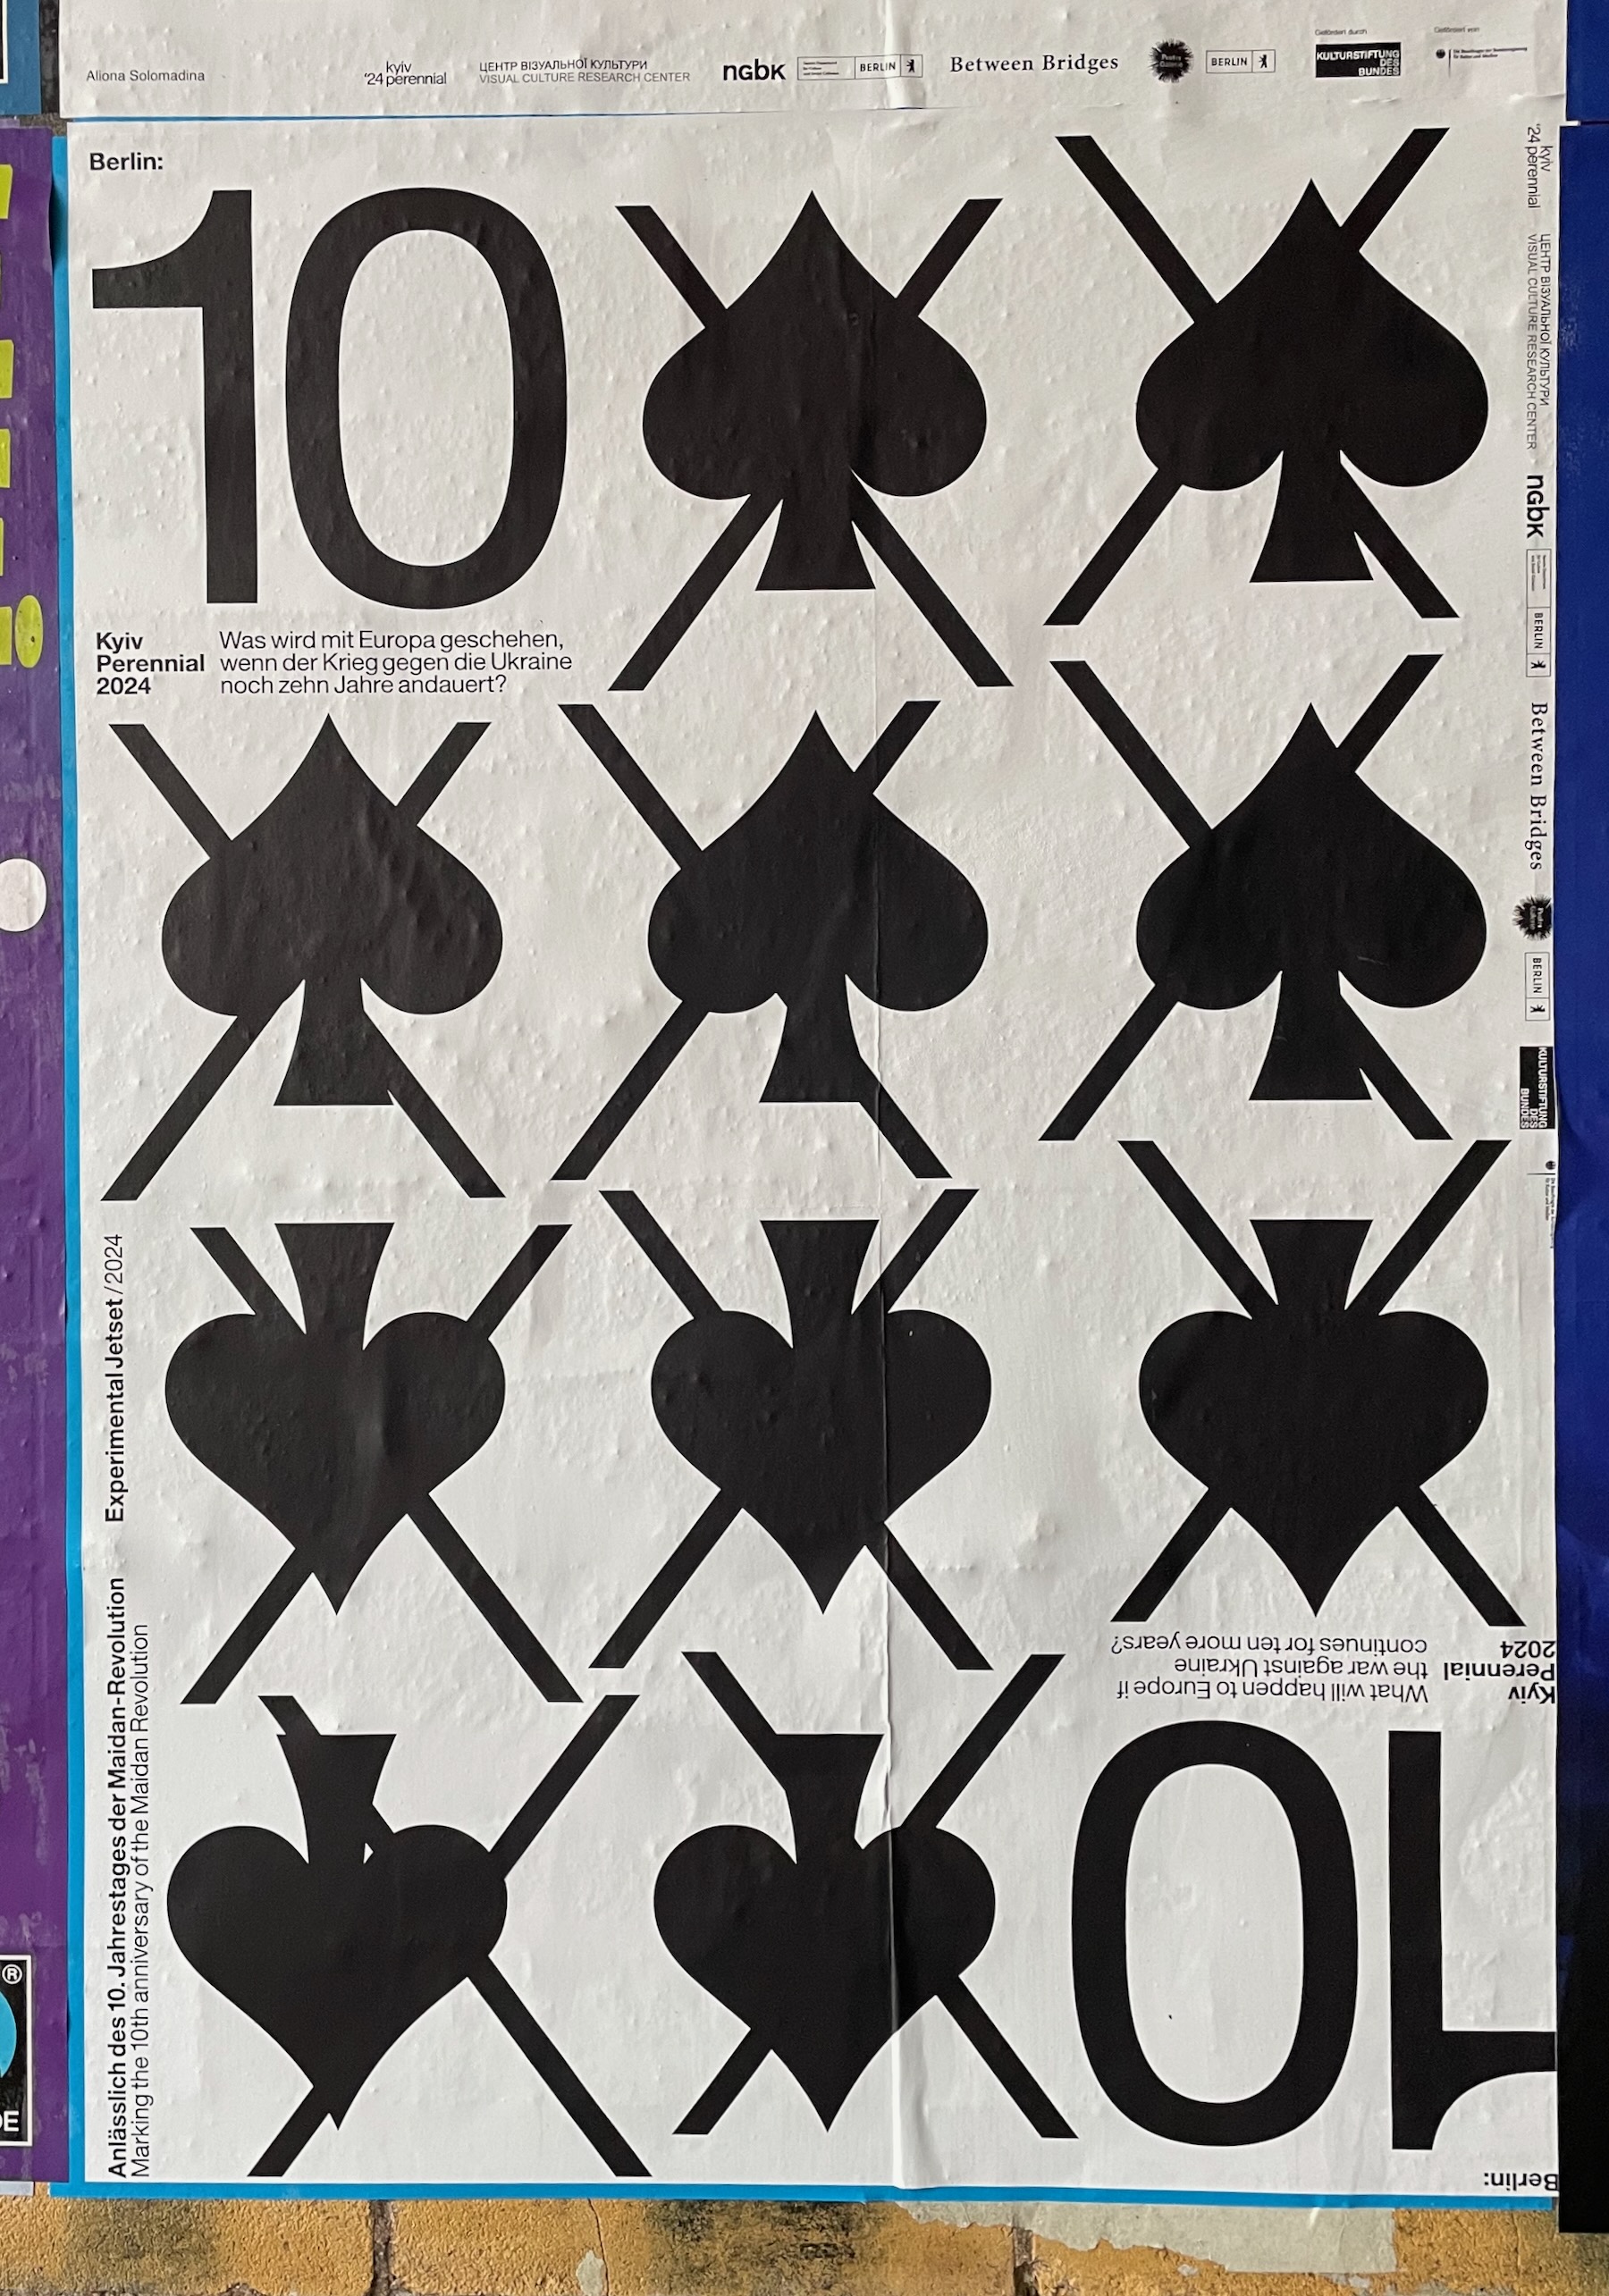 Aliona Solomadina
kyiv
'24 perennial
ЦЕНТР ВІЗУАЛЬНОЇ КУЛЬТУРИ
VISUAL CULTURE RESEARCH CENTER
nGbK
BERLIN
Between Bridges
BERLIN
Gefördert durch
KULTURSTIFTUNG
DES
BUNDES
Gefördert von
Berlin:
10
Kyiv
Perennial
2024
Was wird mit Europa geschehen,
wenn der Krieg gegen die Ukraine
noch zehn Jahre andauert?
kyiv
'24 perennial
ЦЕНТР ВІЗУАЛЬНОЇ КУЛЬТУРИ
VISUAL CULTURE RESEARCH CENTER
nGbK
BERLIN
Between Bridges
BERLIN
KULTURSTIFTUNG
DES
BUNDES
Anlässlich des 10. Jahrestages der Maidan-Revolution
Marking the 10th anniversary of the Maidan Revolution
Experimental Jetset/2024
Berlin:
10
Kyiv
Perennial
2024
What will happen to Europe if
the war against Ukraine
continues for ten more years?
®
DE